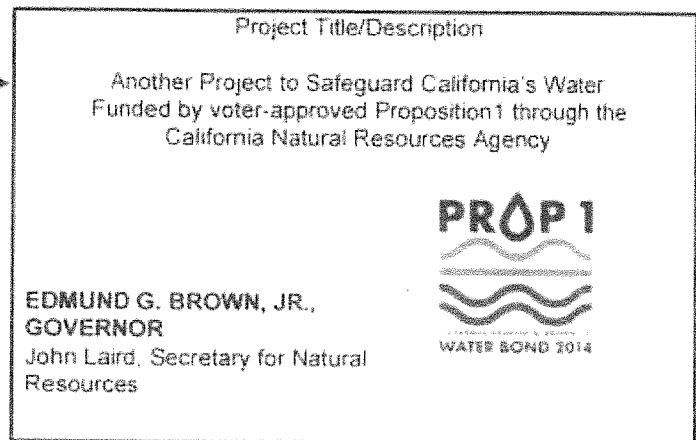 Project Title/Description
Another Project to Safeguard California's Water
Funded by voter-approved Proposition1 through the
California Natural Resources Agency
PROP 1
WATER BOND 2014
EDMUND G. BROWN, JR.,
GOVERNOR
John Laird, Secretary for Natural
Resources